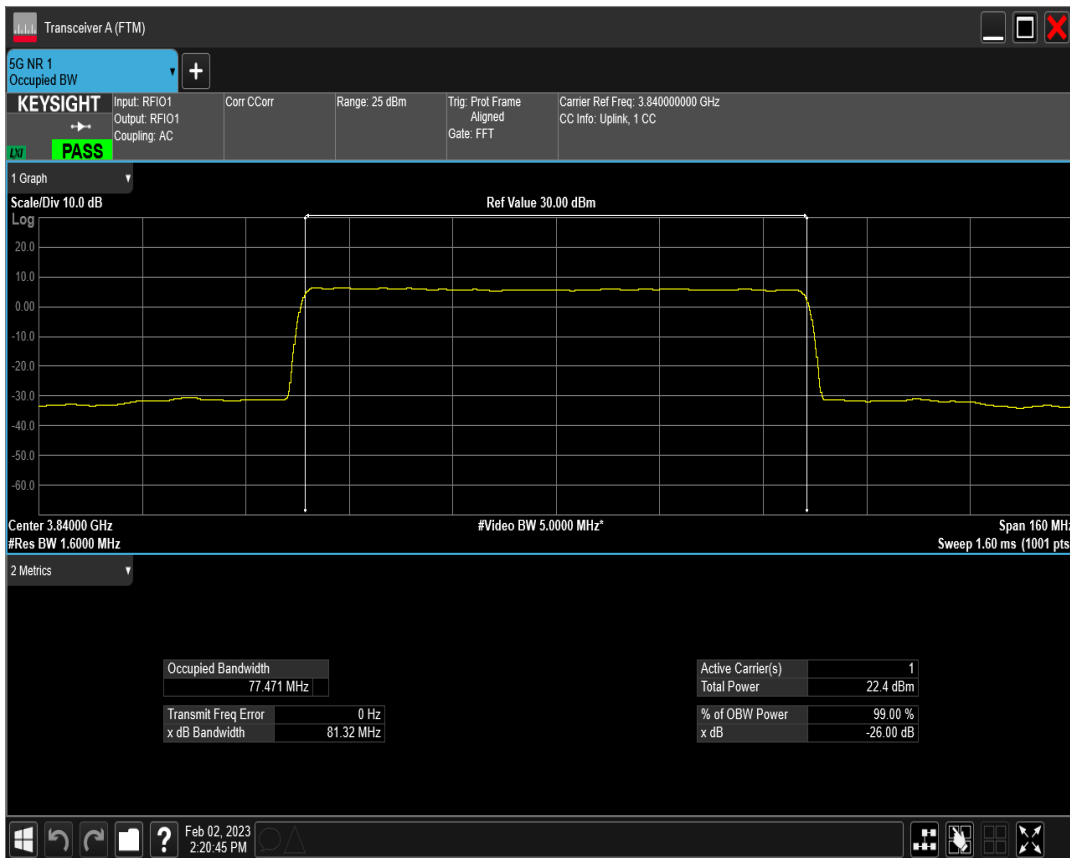 Transceiver A (FTM)
5G NR 1
Occupied BW
+
KEYSIGHT
LXI
PASS
Input: RFIO1
Output: RFIO1
Coupling: AC
Corr CCorr
Range: 25 dBm
Trig: Prot Frame
Aligned
Gate: FFT
Carrier Ref Freq: 3.840000000 GHz
CC Info: Uplink, 1 CC
1 Graph
Scale/Div 10.0 dB
Ref Value 30.00 dBm
Log
20.0
10.0
0.00
-10.0
-20.0
-30.0
-40.0
-50.0
-60.0
Center 3.84000 GHz
#Video BW 5.0000 MHz*
Span 160 MHz
#Res BW 1.6000 MHz
Sweep 1.60 ms (1001 pts
2 Metrics
Occupied Bandwidth
77.471 MHz
Transmit Freq Error 0 Hz
x dB Bandwidth 81.32 MHz
Active Carrier(s) 1
Total Power 22.4 dBm
% of OBW Power 99.00 %
x dB -26.00 dB
?
Feb 02, 2023
2:20:45 PM